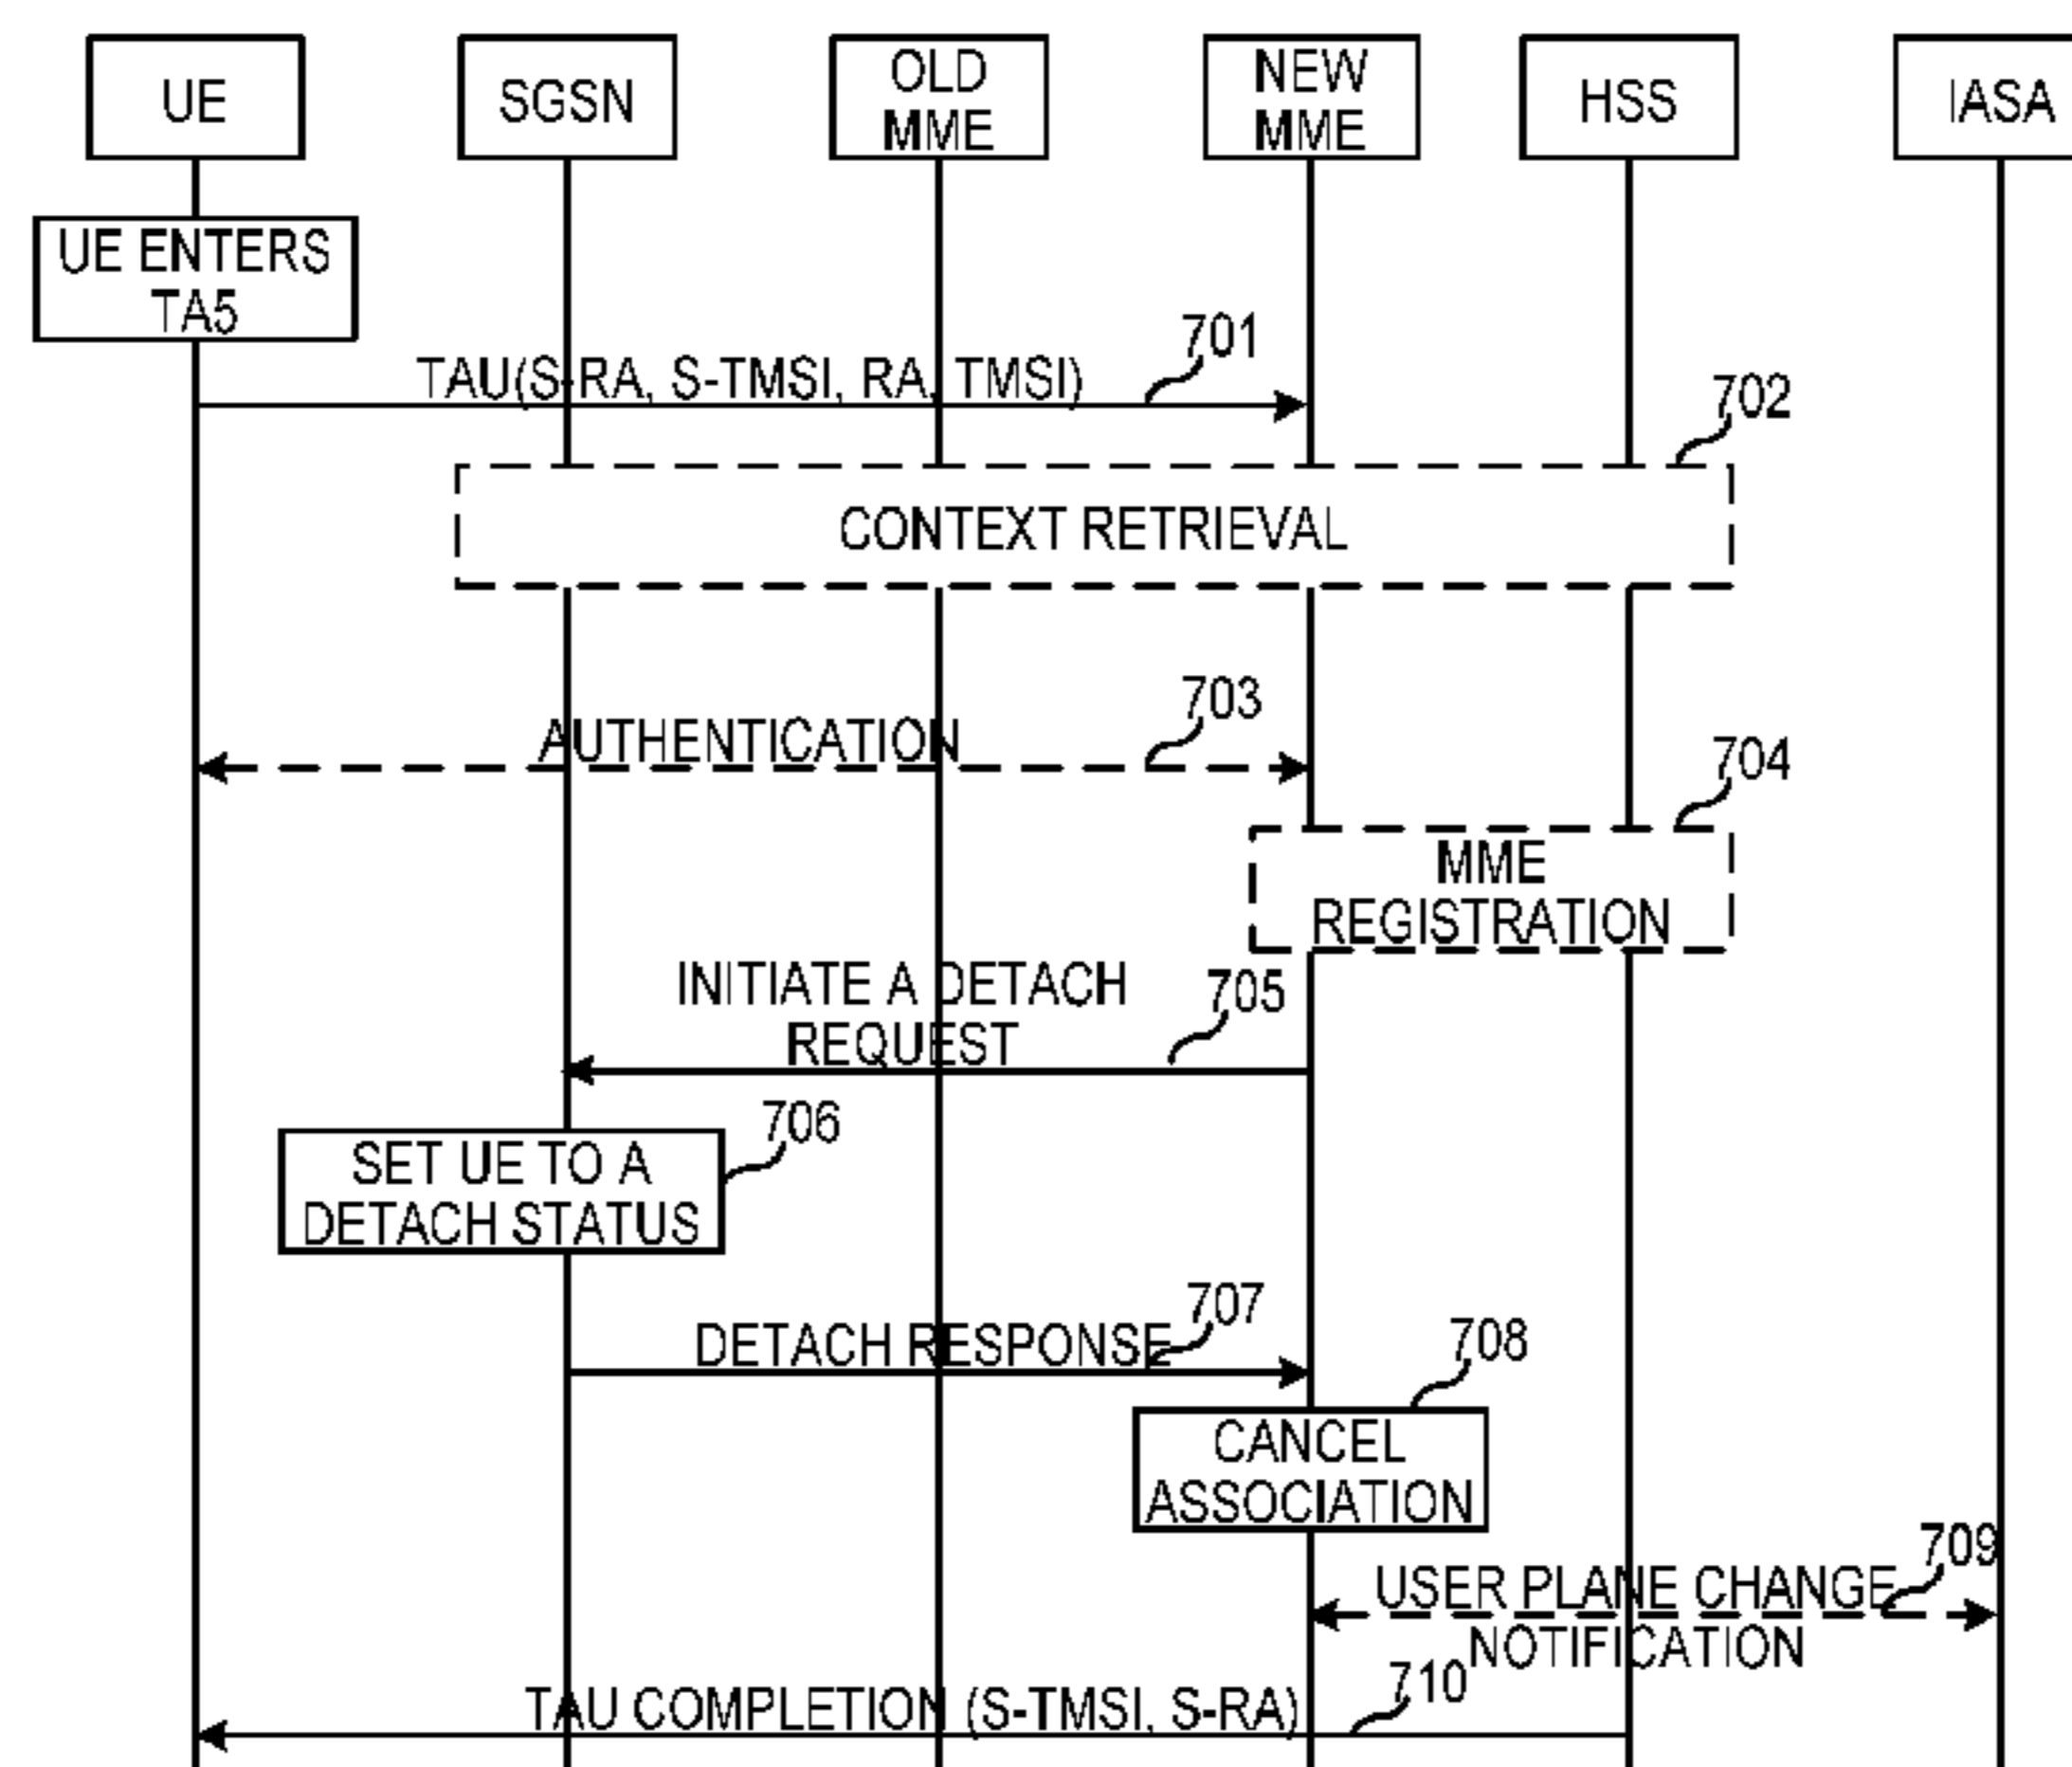 UE
SGSN
OLD
MME
NEW
MME
HSS
IASA
UE ENTERS
TA5
701
TAU(S-RA, S-TMSI, RA, TMSI)
702
CONTEXT RETRIEVAL
703
AUTHENTICATION
704
MME
REGISTRATION
INITIATE A DETACH
REQUEST
705
706
SET UE TO A
DETACH STATUS
707
DETACH RESPONSE
708
CANCEL
ASSOCIATION
709
USER PLANE CHANGE
NOTIFICATION
710
TAU COMPLETION (S-TMSI, S-RA)